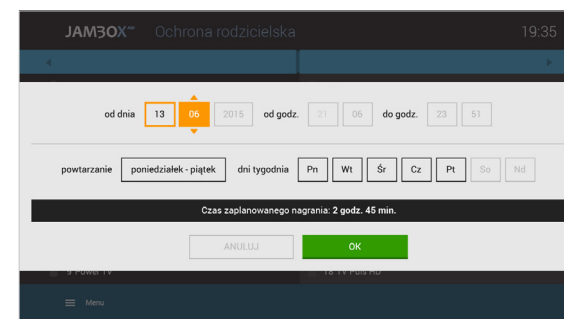 JAMBOX Ochrona rodzicielska 19:35
od dnia 13 06 2015 od godz. 21 06 do godz. 23 51
powtarzanie poniedziałek - piątek dni tygodnia Pn Wt Śr Cz Pt So Nd
Czas zaplanowanego nagrania: 2 godz. 45 min.
ANULUJ OK
9 Power TV 18 TV Puls HD
Menu